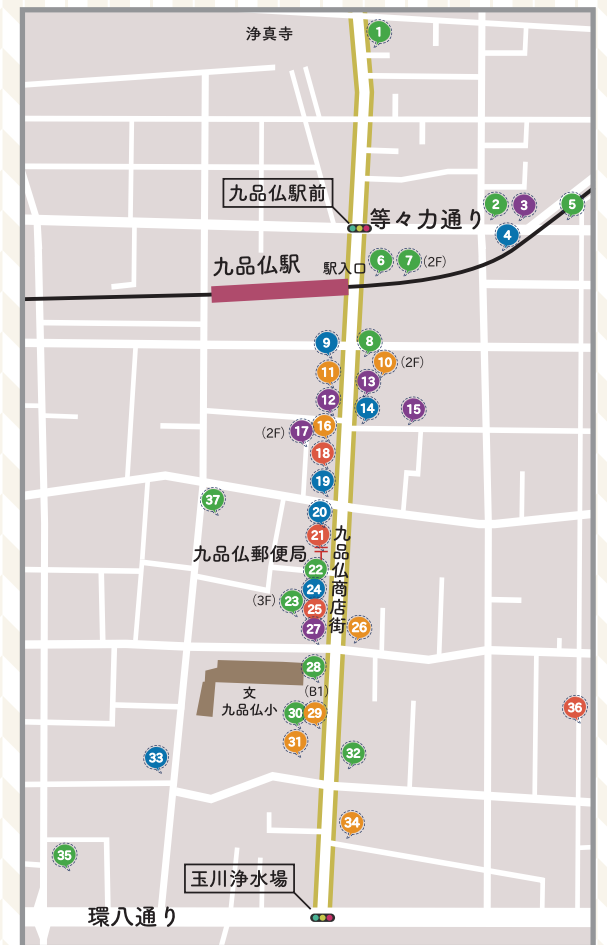 浄真寺
1
九品仏駅前
等々力通り
2
3
5
4
九品仏駅
駅入口
6
7
(2F)
9
8
10
(2F)
11
13
12
14
15
(2F)
17
16
18
19
37
20
21
九品仏郵便局
〒
九品仏商店街
22
24
(3F)
23
25
27
26
28
(B1)
文
九品仏小
30
29
36
31
32
33
34
35
玉川浄水場
環八通り